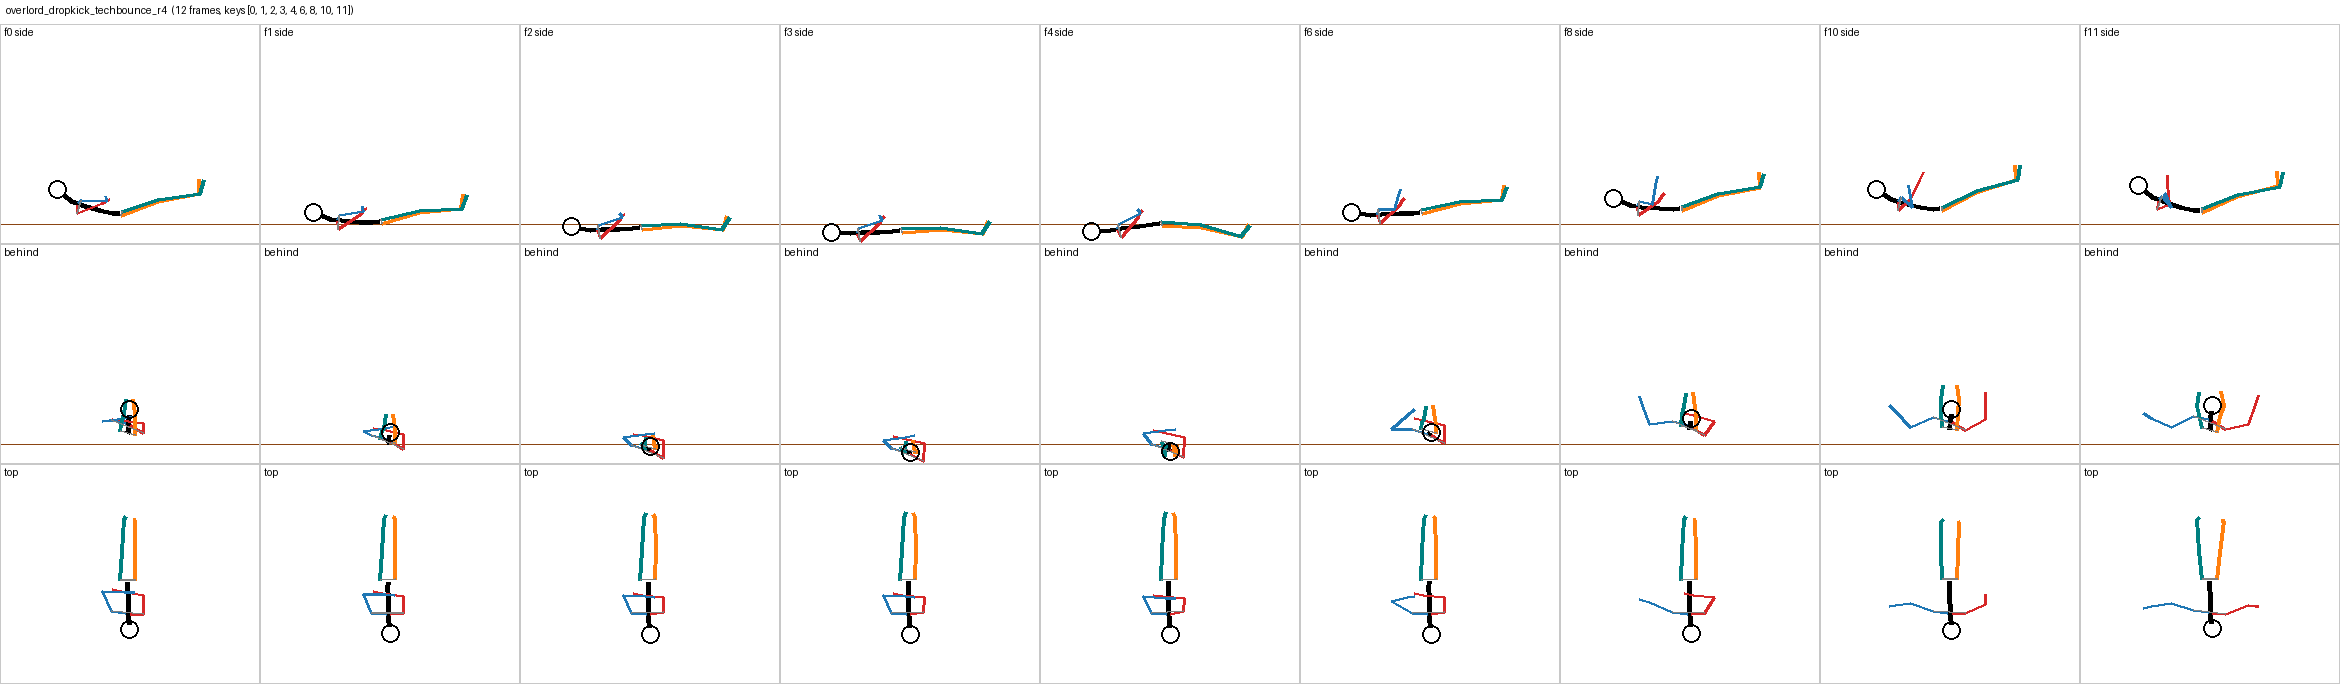 overlord_dropkick_techbounce_r4 (12 frames, keys [0, 1, 2, 3, 4, 6, 8, 10, 11])
f0 side
f1 side
f2 side
f3 side
f4 side
f6 side
f8 side
f10 side
f11 side
behind
behind
behind
behind
behind
behind
behind
behind
behind
top
top
top
top
top
top
top
top
top